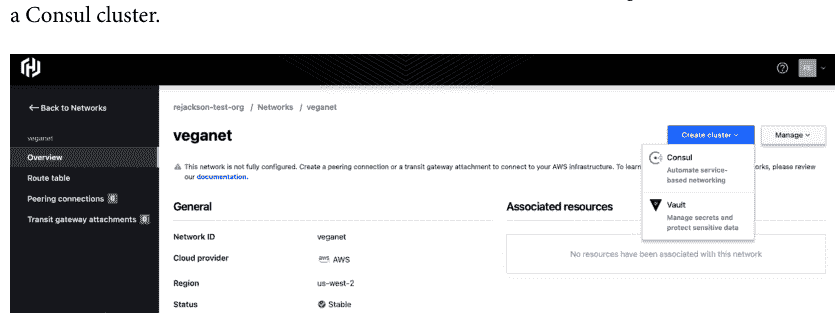 a Consul cluster.
Back to Networks
rejackson-test-org / Networks / veganet
veganet
veganet
Create cluster
Manage
Overview
Route table
Peering connections 0
Transit gateway attachments 0
This network is not fully configured. Create a peering connection or a transit gateway attachment to connect to your AWS infrastructure. To learn
works, please review
our documentation.
Consul
Automate service-
based networking
Vault
Manage secrets and
protect sensitive data
General
Associated resources
Network ID veganet
No resources have been associated with this network
Cloud provider aws AWS
Region us-west-2
Status Stable